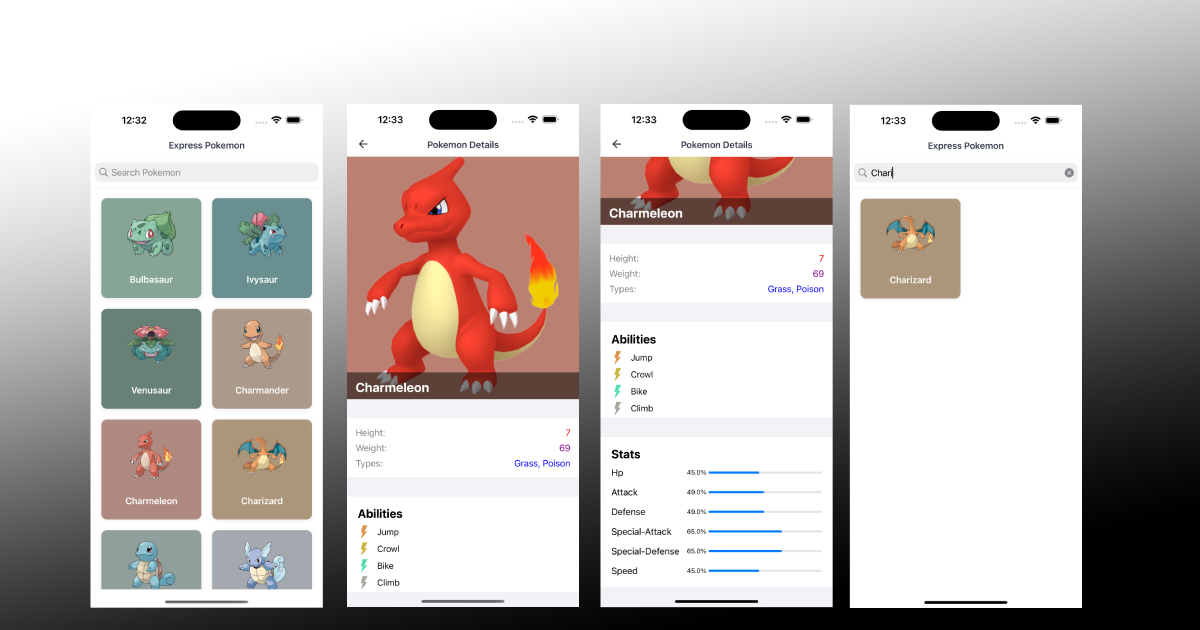 12:32
Express Pokemon
Search Pokemon
Bulbasaur
Ivysaur
Venusaur
Charmander
Charmeleon
Charizard
12:33
Pokemon Details
Charmeleon
Height: 7
Weight: 69
Types: Grass, Poison
Abilities
Jump
Crowl
Bike
Climb
12:33
Pokemon Details
Charmeleon
Height: 7
Weight: 69
Types: Grass, Poison
Abilities
Jump
Crowl
Bike
Climb
Stats
Hp 45.0%
Attack 49.0%
Defense 49.0%
Special-Attack 65.0%
Special-Defense 65.0%
Speed 45.0%
12:33
Express Pokemon
Chari
Charizard